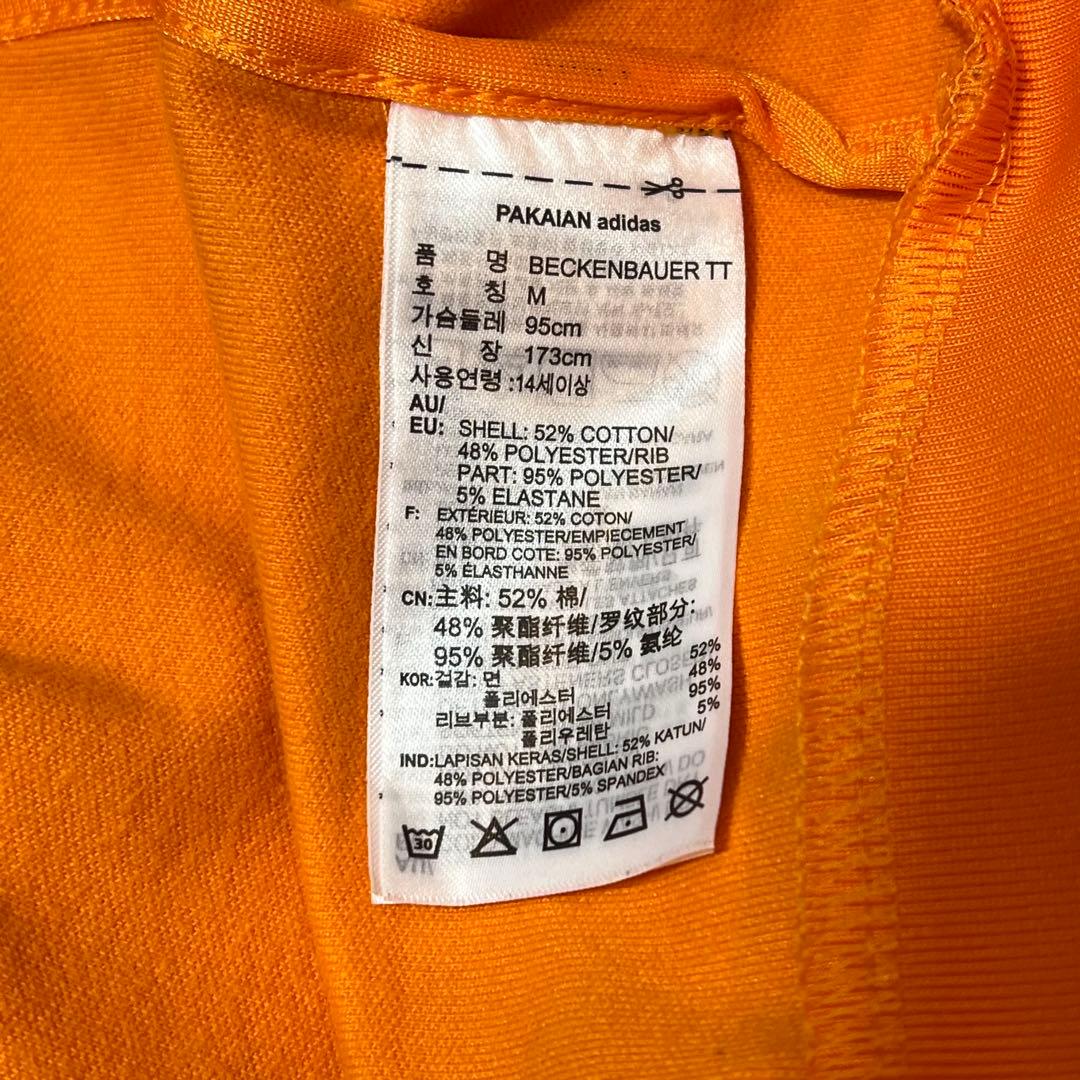 PAKAIAN adidas
품 명 BECKENBAUER TT
호 칭 M
가슴둘레 95cm
신 장 173cm
사용연령 :14세이상
AU/
EU: SHELL: 52% COTTON/
48% POLYESTER/RIB
PART: 95% POLYESTER/
5% ELASTANE
F: EXTÉRIEUR: 52% COTON/
48% POLYESTER/EMPIECEMENT
EN BORD COTE: 95% POLYESTER/
5% ÉLASTHANNE
CN: 主料: 52% 棉/
48% 聚酯纤维/罗纹部分:
95% 聚酯纤维/5% 氨纶
KOR: 겉감: 면 52%
폴리에스터 48%
리브부분: 폴리에스터 95%
폴리우레탄 5%
IND: LAPISAN KERAS/SHELL: 52% KATUN/
48% POLYESTER/BAGIAN RIB:
95% POLYESTER/5% SPANDEX
30